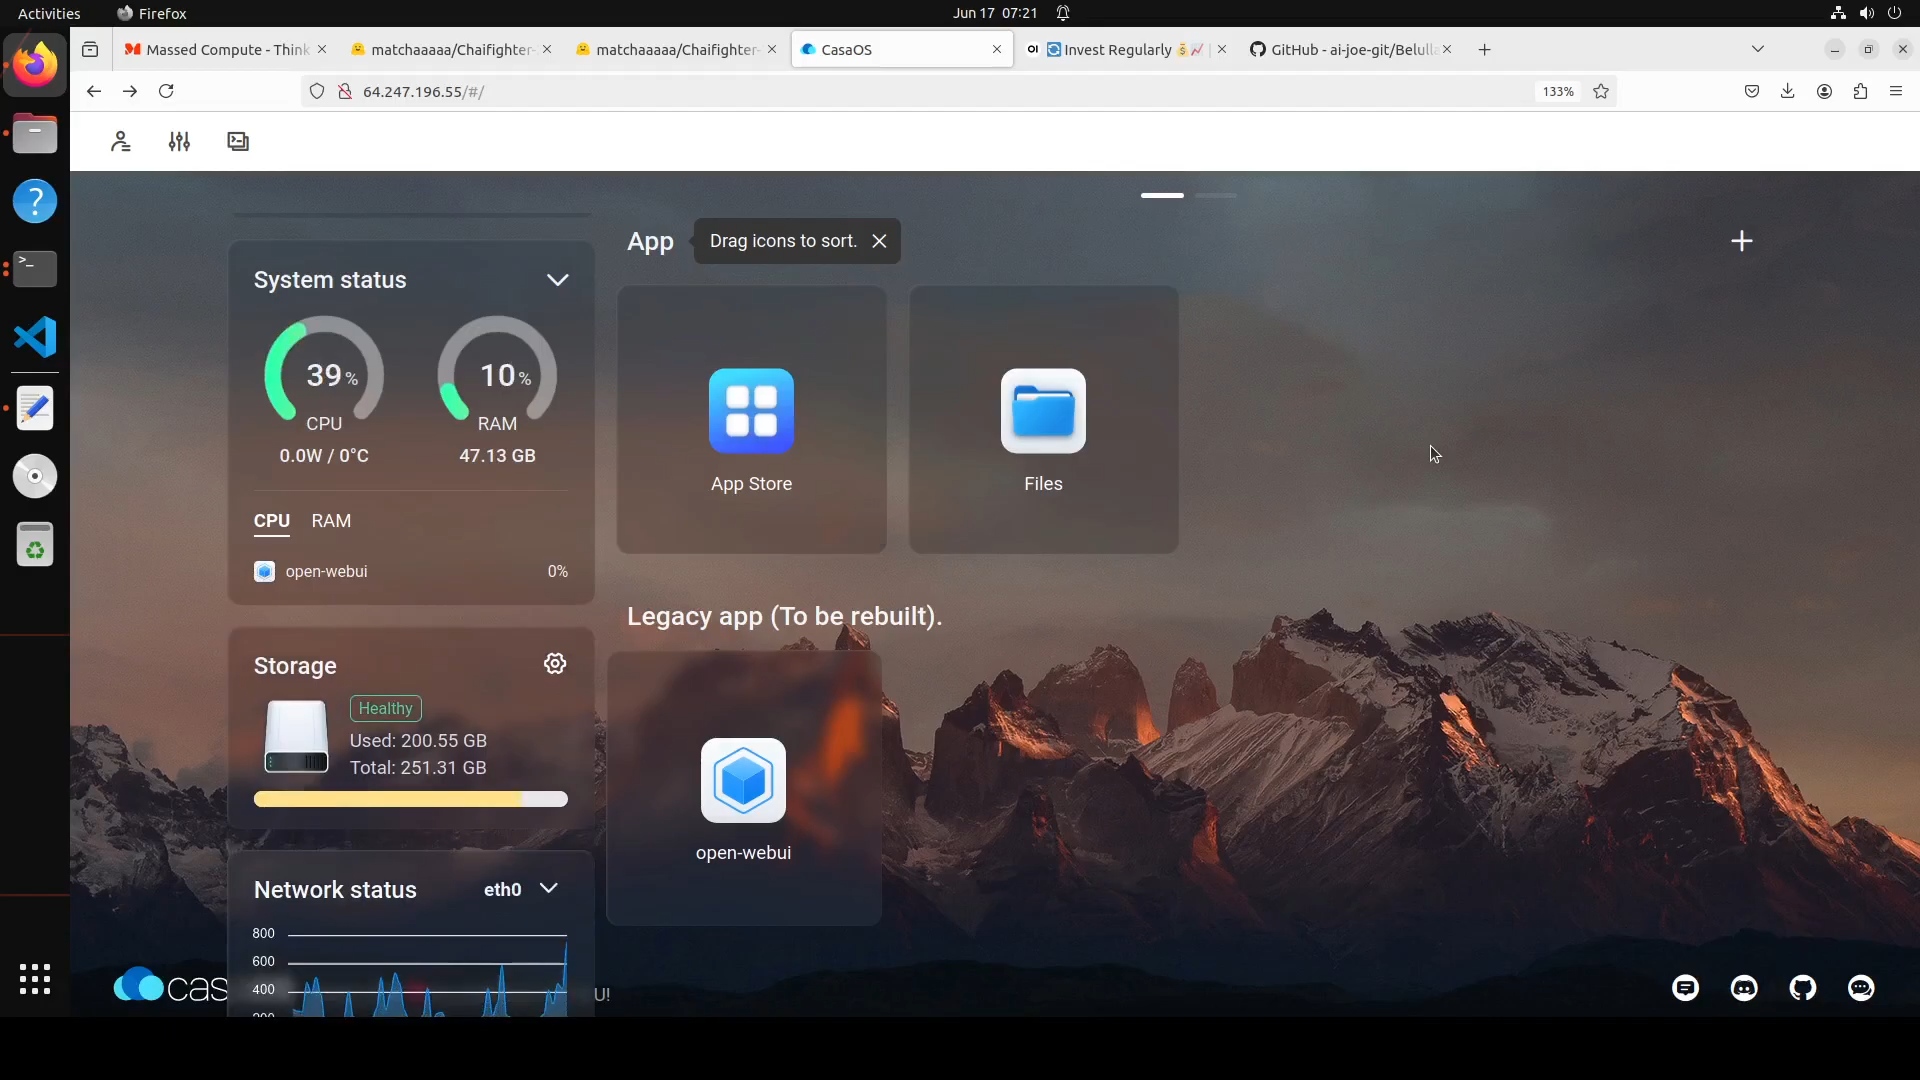 Activities
Firefox
Jun 17 07:21
Massed Compute - Think
matchaaaaa/Chaifighter-
matchaaaaa/Chaifighter-
CasaOS
OI
Invest Regularly
GitHub - ai-joe-git/Belull
64.247.196.55/#/
133%
System status
39%
CPU
0.0W / 0°C
10%
RAM
47.13 GB
CPU
RAM
open-webui
0%
Storage
Healthy
Used: 200.55 GB
Total: 251.31 GB
Network status
eth0
800
600
400
200
App
Drag icons to sort.
App Store
Files
Legacy app (To be rebuilt).
open-webui
cas
U!